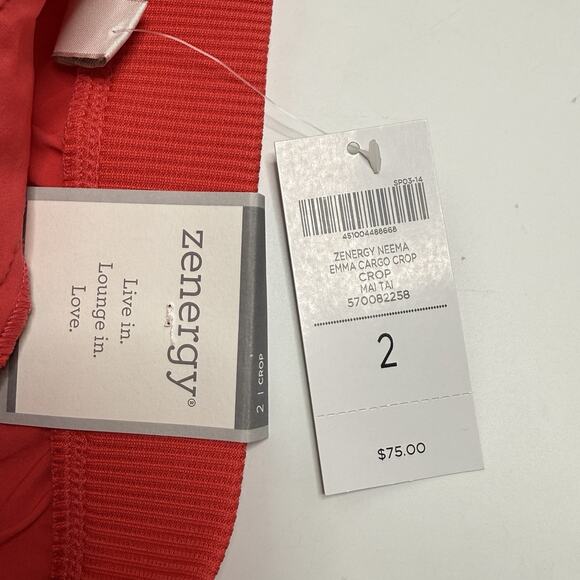 zenergy®
Live in.
Lounge in.
Love.
2 | CROP
SP03-14
451004488668
ZENERGY NEEMA
EMMA CARGO CROP
CROP
MAI TAI
570082258
2
$75.00